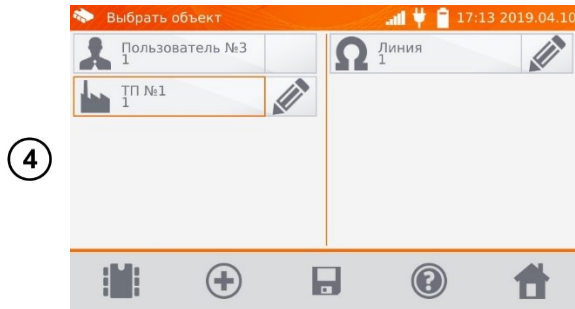 Выбрать объект
17:13 2019.04.10
Пользователь №3
1
Линия
1
ТП №1
1
4